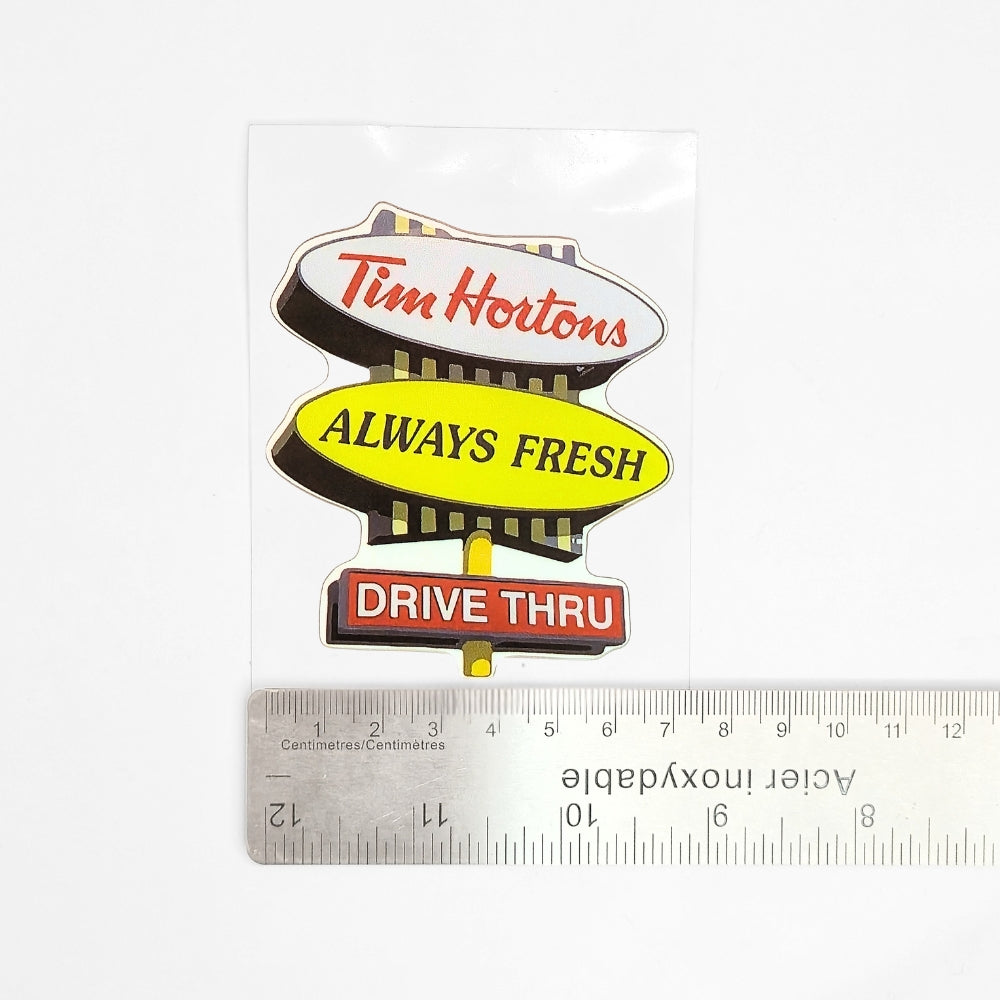 Tim Hortons
ALWAYS FRESH
DRIVE THRU
1 2 3 4 5 6 7 8 9 10 11 12
Centimetres/Centimètres
Acier inoxydable
12 11 10 9 8